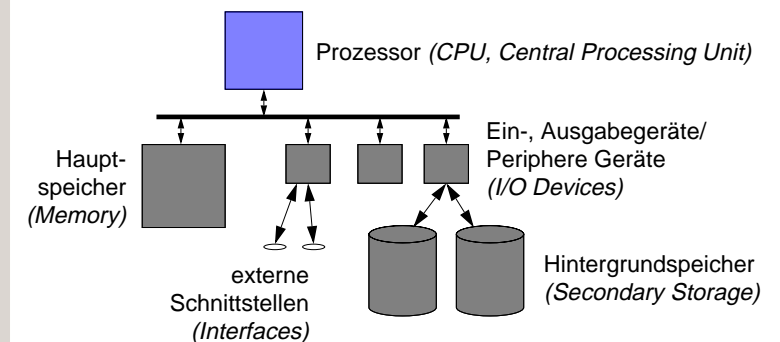 Prozessor (CPU, Central Processing Unit)
Haupt-
speicher
(Memory)
Ein-, Ausgabegeräte/
Periphere Geräte
(I/O Devices)
externe
Schnittstellen
(Interfaces)
Hintergrundspeicher
(Secondary Storage)